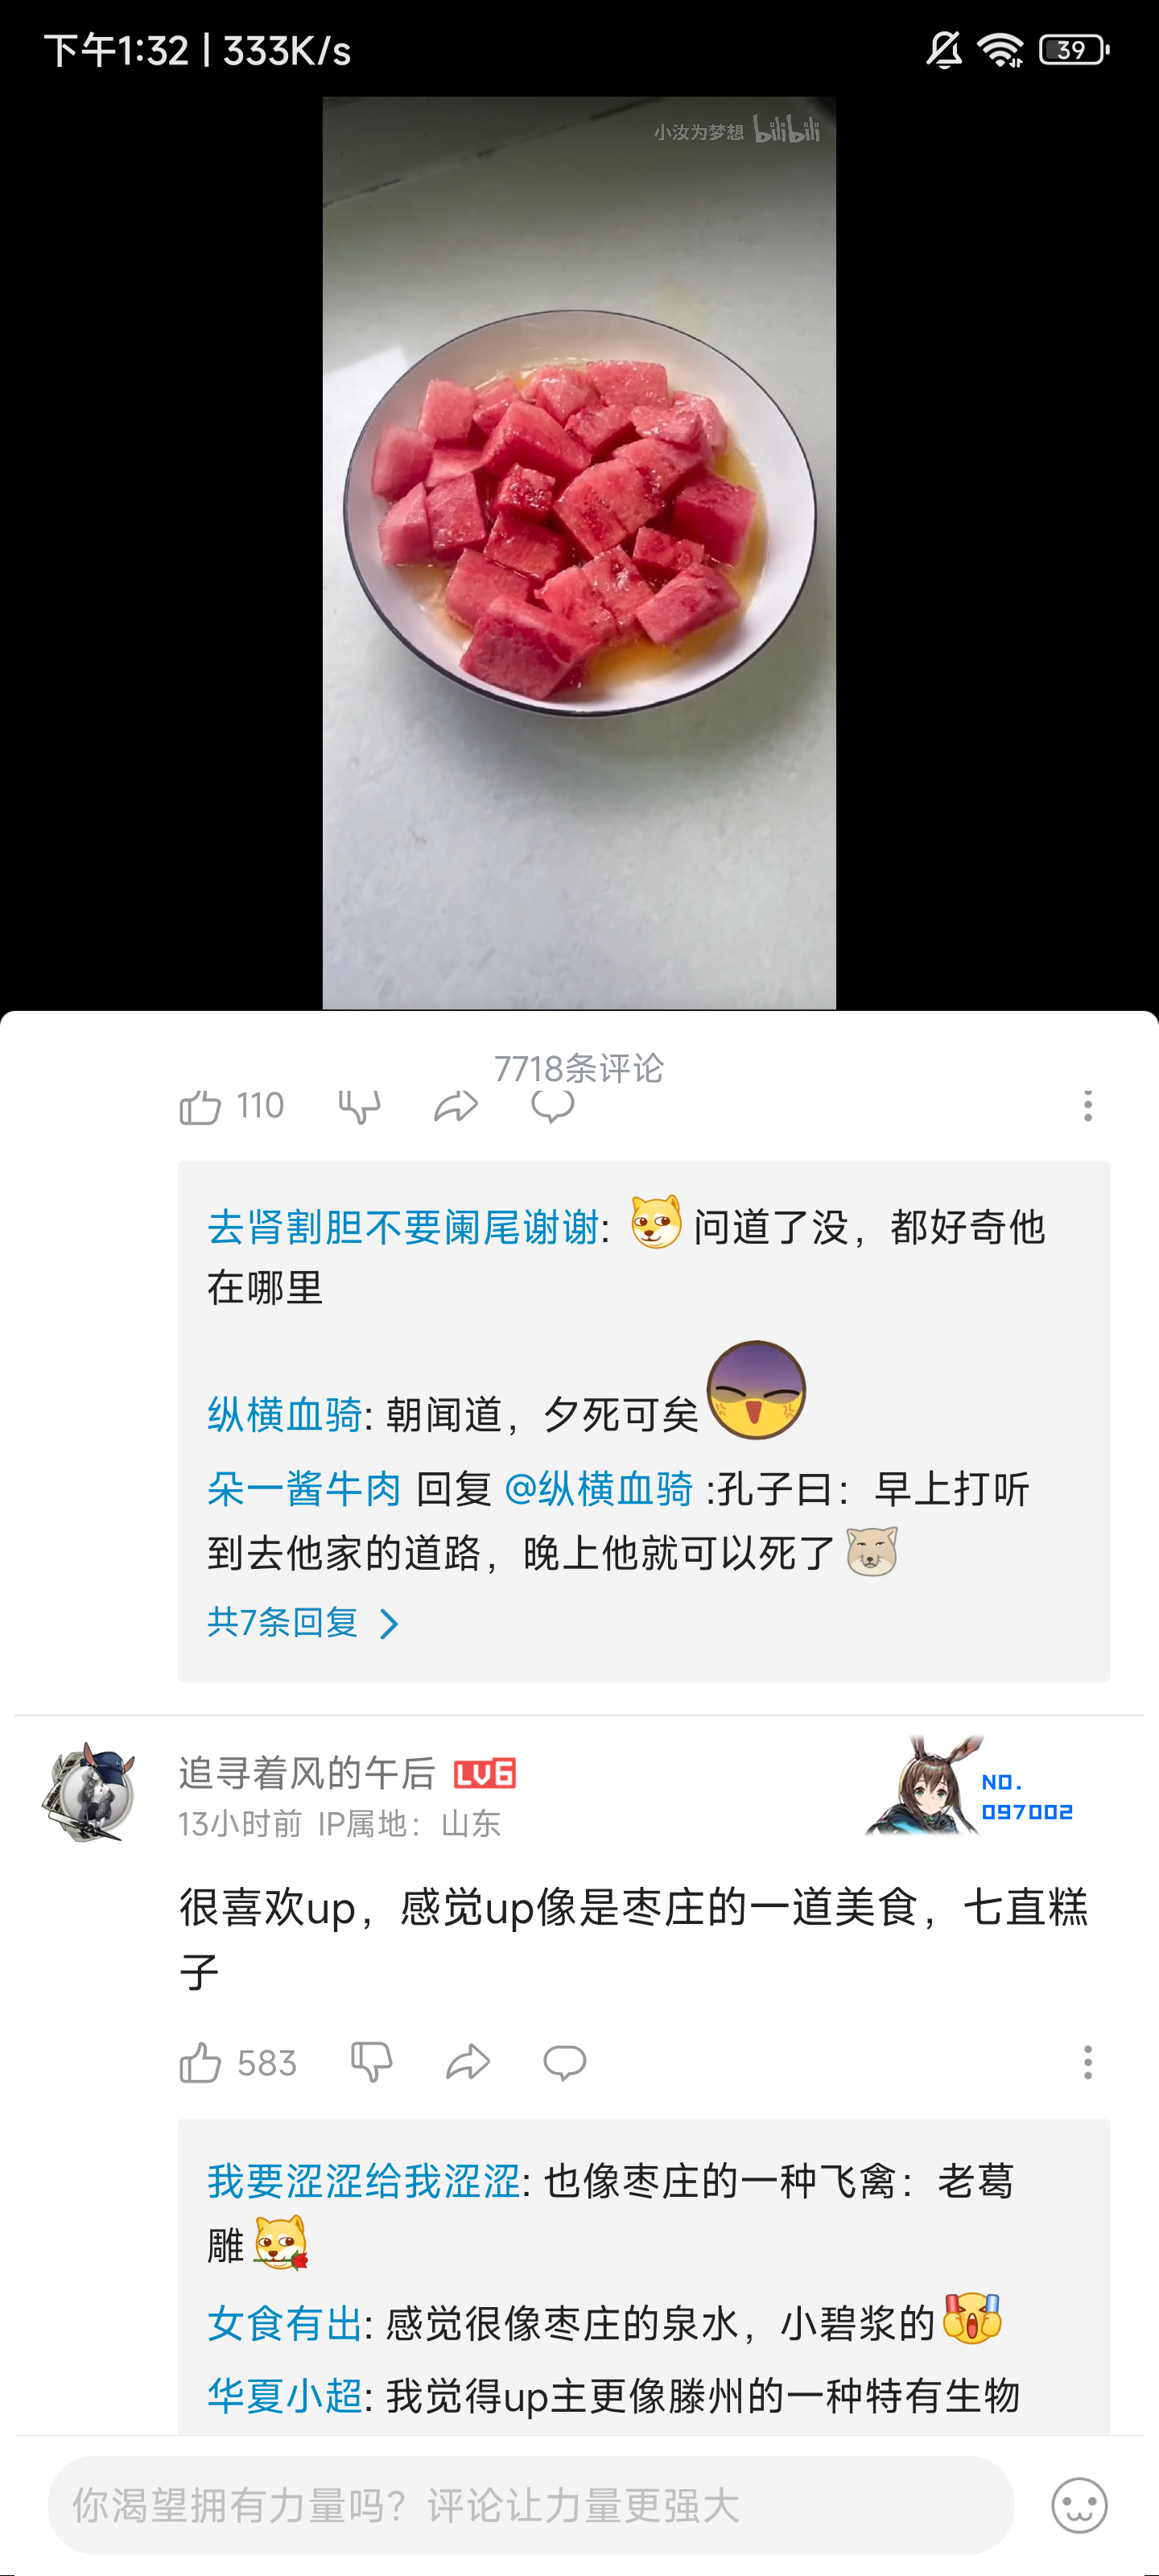 下午1:32 | 333K/s
39
小汝为梦想 bilibili
7718条评论
110
去肾割胆不要阑尾谢谢: 问道了没，都好奇他
在哪里
纵横血骑: 朝闻道，夕死可矣
朵一酱牛肉 回复 @纵横血骑 :孔子曰：早上打听
到去他家的道路，晚上他就可以死了
共7条回复
追寻着风的午后 LV6
13小时前 IP属地：山东
NO.
097002
很喜欢up，感觉up像是枣庄的一道美食，七直糕
子
583
我要涩涩给我涩涩: 也像枣庄的一种飞禽：老葛
雕
女食有出: 感觉很像枣庄的泉水，小碧浆的
华夏小超: 我觉得up主更像滕州的一种特有生物
你渴望拥有力量吗？评论让力量更强大